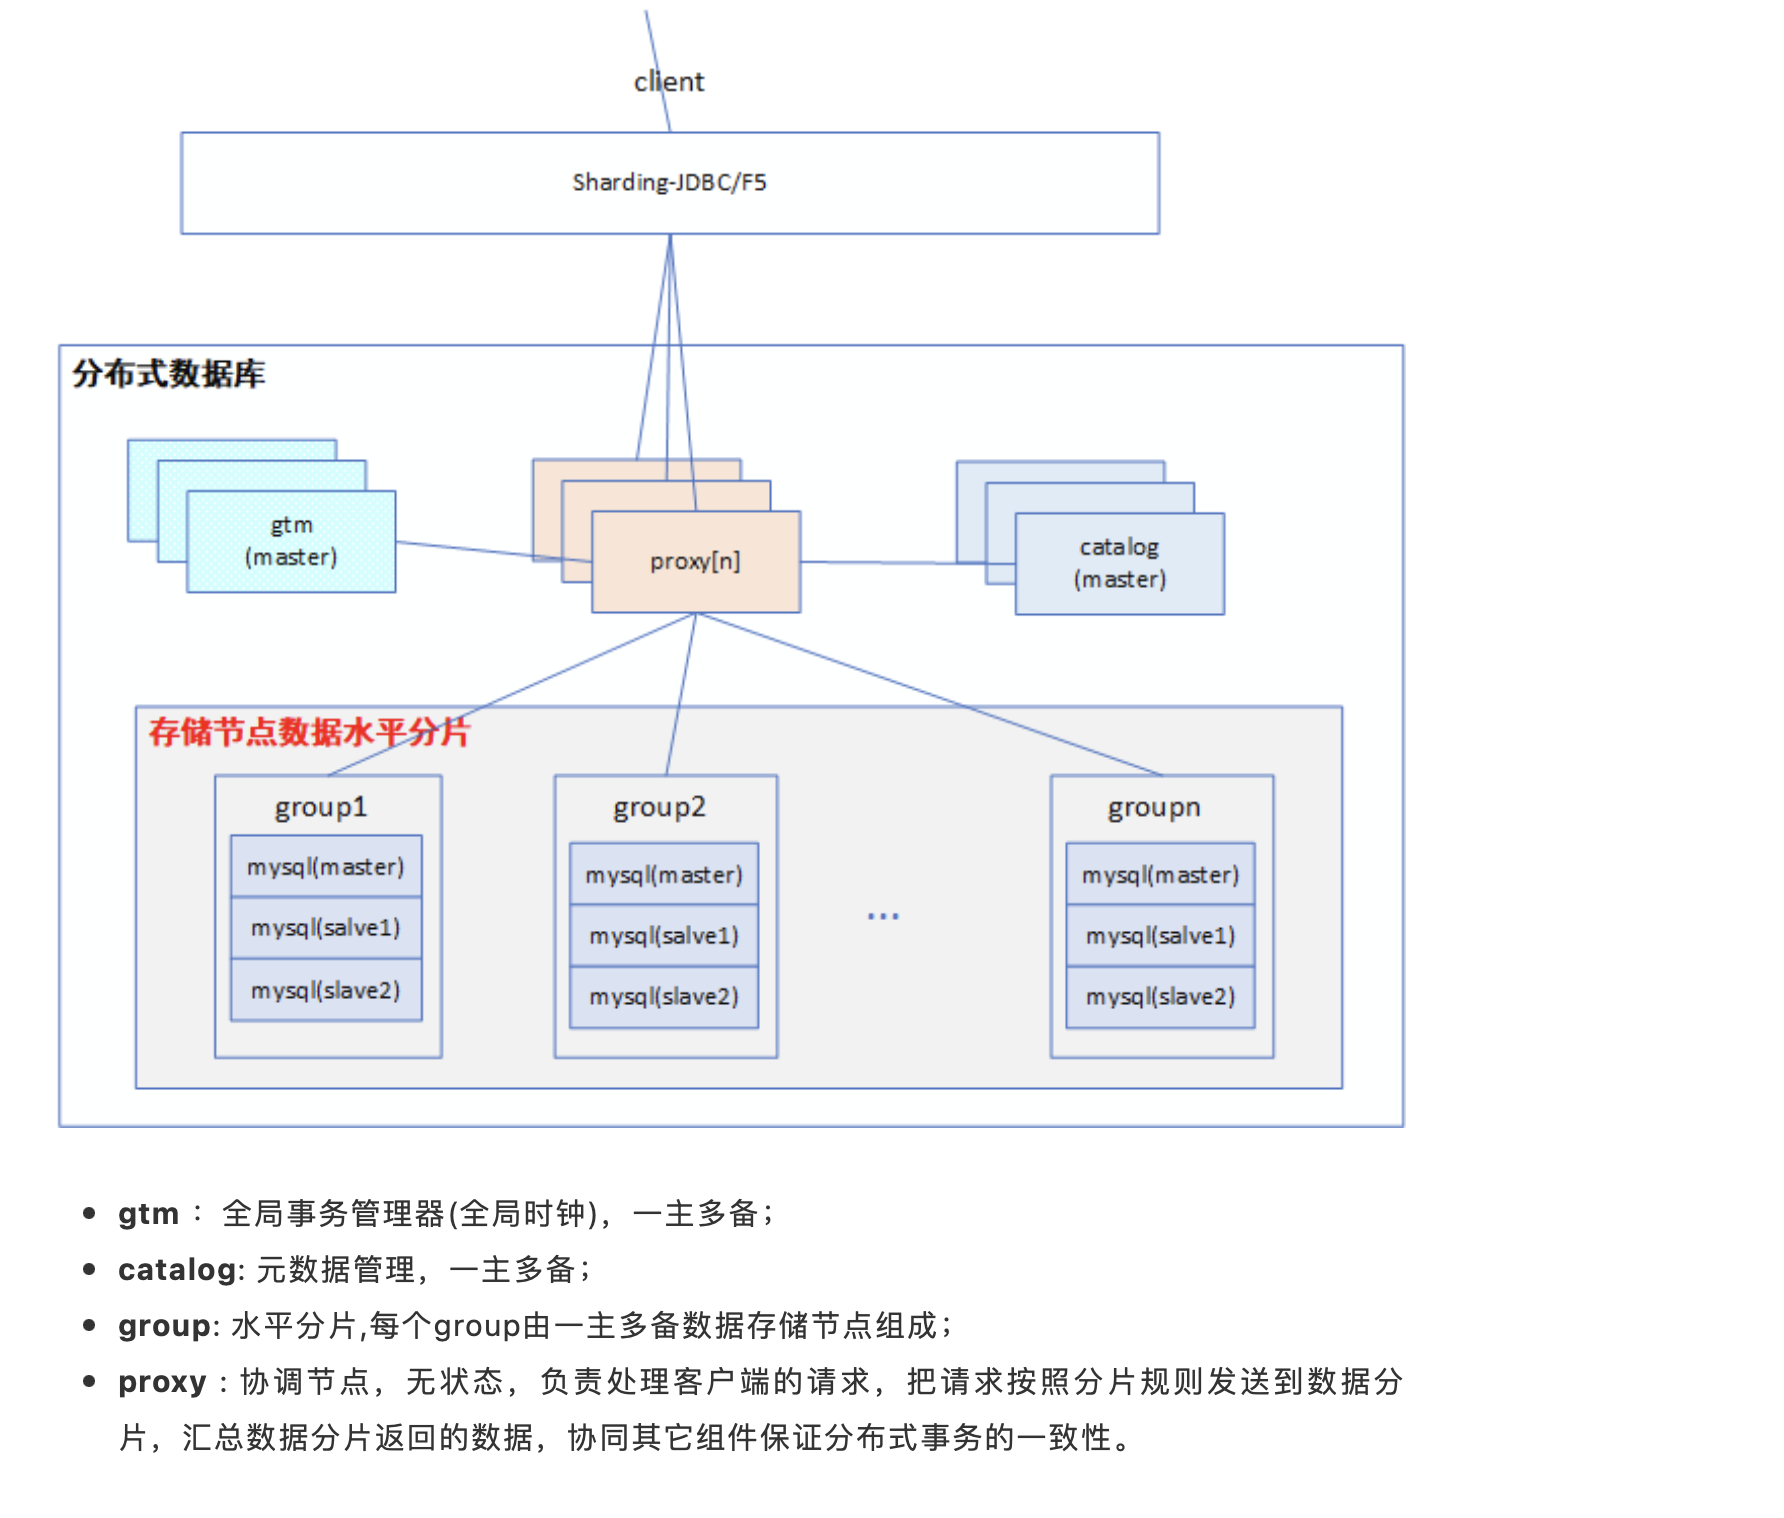 client
Sharding-JDBC/F5
分布式数据库
gtm
(master)
proxy[n]
catalog
(master)
存储节点数据水平分片
group1
mysql(master)
mysql(salve1)
mysql(slave2)
group2
mysql(master)
mysql(salve1)
mysql(slave2)
...
groupn
mysql(master)
mysql(salve1)
mysql(slave2)
• gtm ：全局事务管理器(全局时钟)，一主多备；
• catalog: 元数据管理，一主多备；
• group: 水平分片,每个group由一主多备数据存储节点组成；
• proxy : 协调节点，无状态，负责处理客户端的请求，把请求按照分片规则发送到数据分
片，汇总数据分片返回的数据，协同其它组件保证分布式事务的一致性。